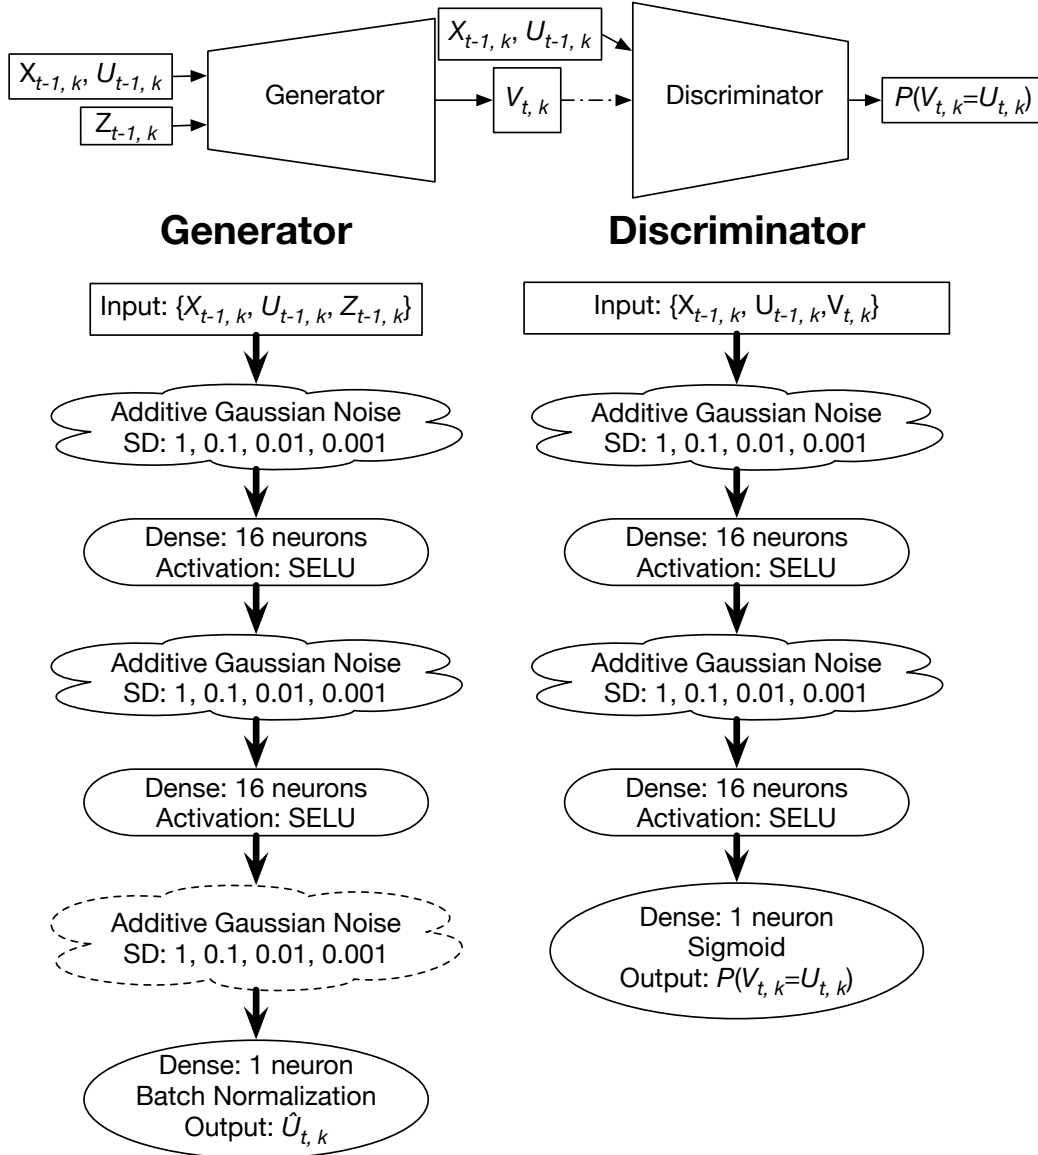 X_{t-1, k}, U_{t-1, k}
Z_{t-1, k}
Generator
X_{t-1, k}, U_{t-1, k}
V_{t, k}
Discriminator
P(V_{t, k}=U_{t, k})
Generator
Input: {X_{t-1, k}, U_{t-1, k}, Z_{t-1, k}}
Additive Gaussian Noise
SD: 1, 0.1, 0.01, 0.001
Dense: 16 neurons
Activation: SELU
Additive Gaussian Noise
SD: 1, 0.1, 0.01, 0.001
Dense: 16 neurons
Activation: SELU
Additive Gaussian Noise
SD: 1, 0.1, 0.01, 0.001
Dense: 1 neuron
Batch Normalization
Output: Û_{t, k}
Discriminator
Input: {X_{t-1, k}, U_{t-1, k},V_{t, k}}
Additive Gaussian Noise
SD: 1, 0.1, 0.01, 0.001
Dense: 16 neurons
Activation: SELU
Additive Gaussian Noise
SD: 1, 0.1, 0.01, 0.001
Dense: 16 neurons
Activation: SELU
Dense: 1 neuron
Sigmoid
Output: P(V_{t, k}=U_{t, k})